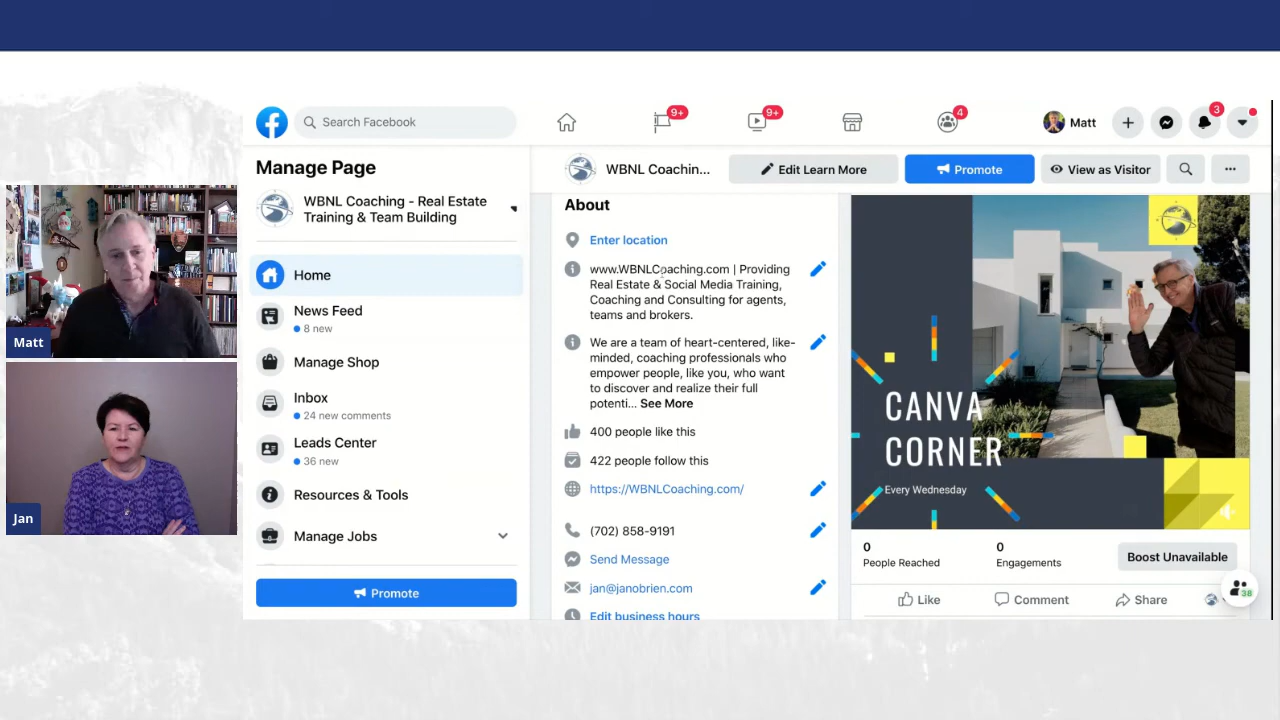 Matt
Jan
Search Facebook
9+
9+
4
Matt
3
Manage Page
WBNL Coaching - Real Estate
Training & Team Building
Home
News Feed
8 new
Manage Shop
Inbox
24 new comments
Leads Center
36 new
Resources & Tools
Manage Jobs
Promote
WBNL Coachin...
Edit Learn More
Promote
View as Visitor
About
Enter location
www.WBNLCoaching.com | Providing
Real Estate & Social Media Training,
Coaching and Consulting for agents,
teams and brokers.
We are a team of heart-centered, like-
minded, coaching professionals who
empower people, like you, who want
to discover and realize their full
potenti... See More
400 people like this
422 people follow this
https://WBNLCoaching.com/
(702) 858-9191
Send Message
jan@janobrien.com
Edit business hours
CANVA
CORNER
Every Wednesday
0
People Reached
0
Engagements
Boost Unavailable
Like
Comment
Share
38